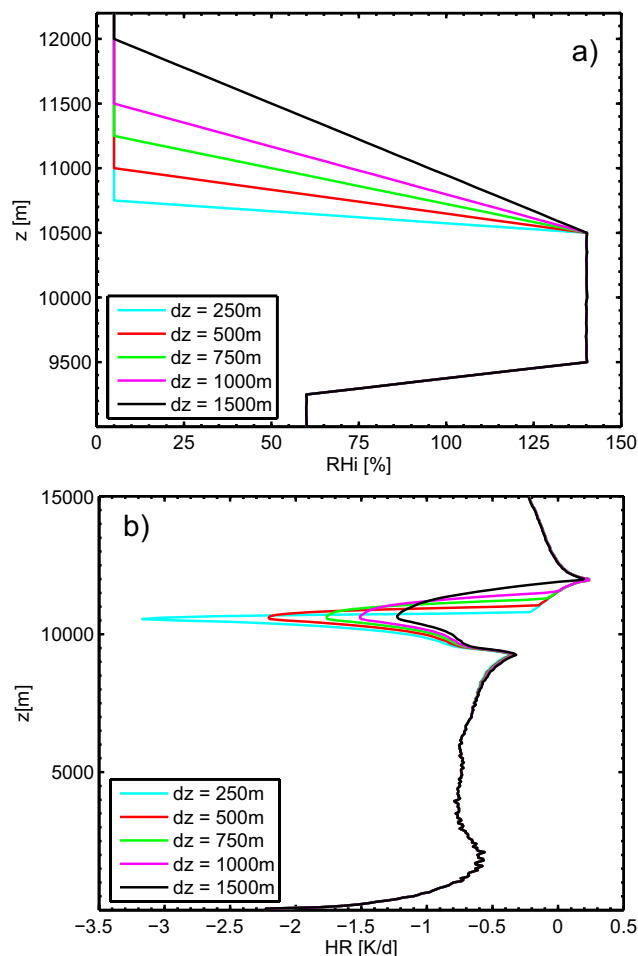 a)
12000
11500
11000
10500
10000
9500
z [m]
dz = 250m
dz = 500m
dz = 750m
dz = 1000m
dz = 1500m
0 25 50 75 100 125 150
RHi [%]
b)
15000
10000
5000
z[m]
dz = 250m
dz = 500m
dz = 750m
dz = 1000m
dz = 1500m
−3.5 −3 −2.5 −2 −1.5 −1 −0.5 0 0.5
HR [K/d]